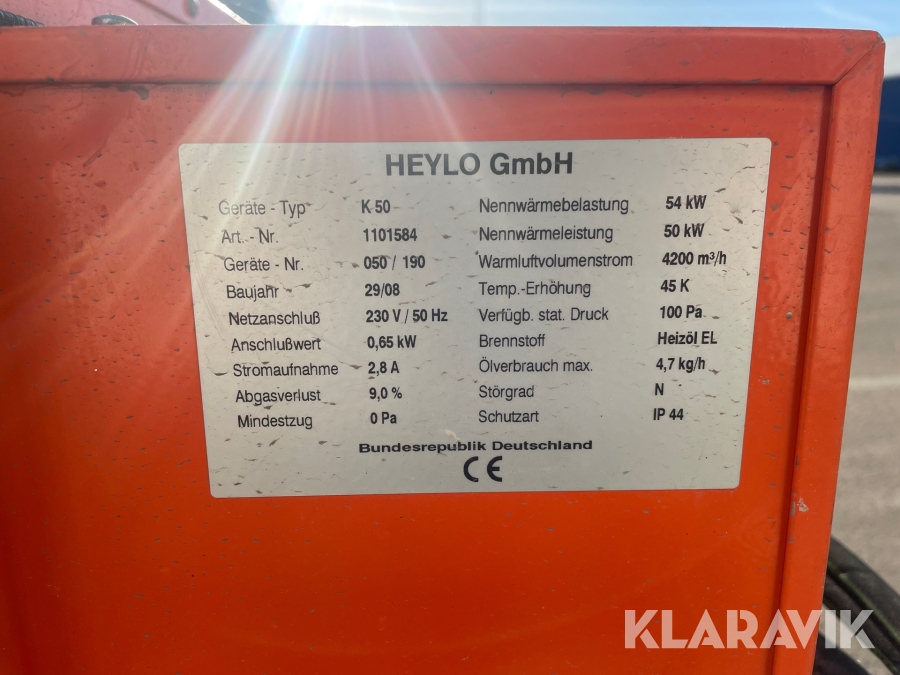 HEYLO GmbH
Geräte - Typ K 50 Nennwärmebelastung 54 kW
Art. - Nr. 1101584 Nennwärmeleistung 50 kW
Geräte - Nr. 050 / 190 Warmluftvolumenstrom 4200 m³/h
Baujahr 29/08 Temp.-Erhöhung 45 K
Netzanschluß 230 V / 50 Hz Verfügb. stat. Druck 100 Pa
Anschlußwert 0,65 kW Brennstoff Heizöl EL
Stromaufnahme 2,8 A Ölverbrauch max. 4,7 kg/h
Abgasverlust 9,0 % Störgrad N
Mindestzug 0 Pa Schutzart IP 44
Bundesrepublik Deutschland
CE
KLARAVIK